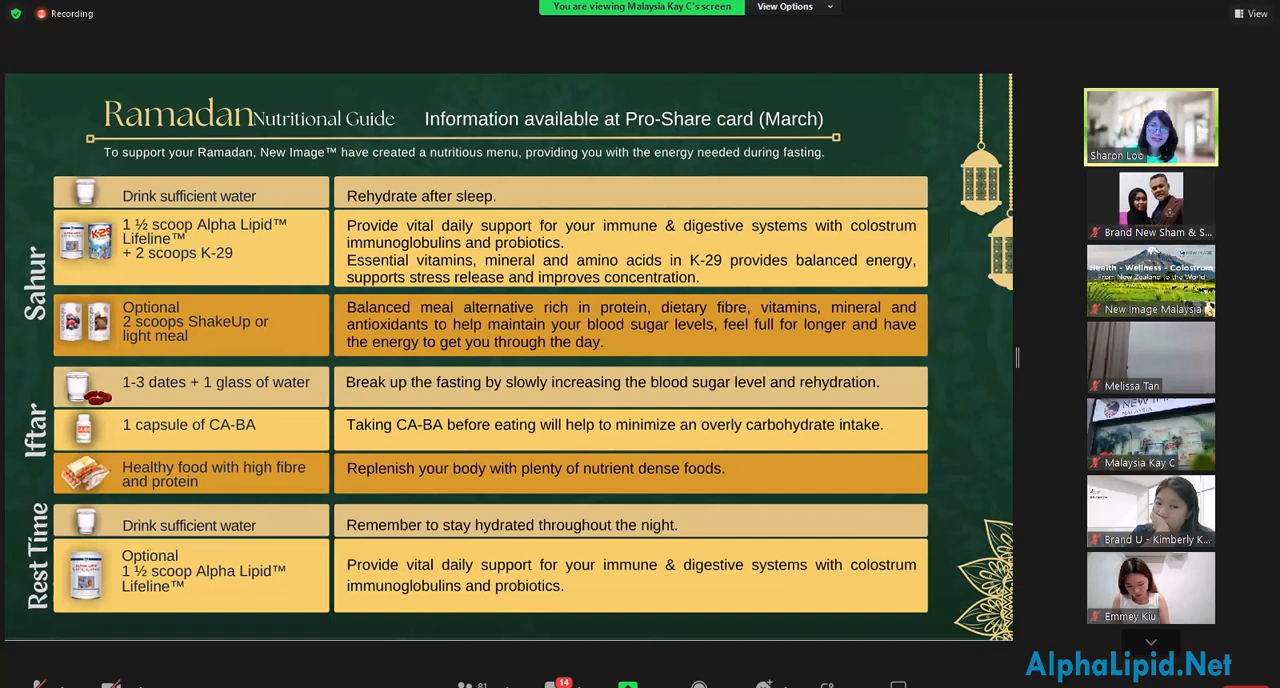 Recording
You are viewing Malaysia Kay C's screen
View Options
View
Ramadan Nutritional Guide
Information available at Pro-Share card (March)
To support your Ramadan, New Image™ have created a nutritious menu, providing you with the energy needed during fasting.
Sahur
Drink sufficient water
Rehydrate after sleep.
1 ½ scoop Alpha Lipid™
Lifeline™
+ 2 scoops K-29
Provide vital daily support for your immune & digestive systems with colostrum
immunoglobulins and probiotics.
Essential vitamins, mineral and amino acids in K-29 provides balanced energy,
supports stress release and improves concentration.
Optional
2 scoops ShakeUp or
light meal
Balanced meal alternative rich in protein, dietary fibre, vitamins, mineral and
antioxidants to help maintain your blood sugar levels, feel full for longer and have
the energy to get you through the day.
Iftar
1-3 dates + 1 glass of water
Break up the fasting by slowly increasing the blood sugar level and rehydration.
1 capsule of CA-BA
Taking CA-BA before eating will help to minimize an overly carbohydrate intake.
Healthy food with high fibre
and protein
Replenish your body with plenty of nutrient dense foods.
Rest Time
Drink sufficient water
Remember to stay hydrated throughout the night.
Optional
1 ½ scoop Alpha Lipid™
Lifeline™
Provide vital daily support for your immune & digestive systems with colostrum
immunoglobulins and probiotics.
Sharon Loo
Brand New Sham & S...
Health - Wellness - Colostrum
From New Zealand to the World
New Image Malaysia
Melissa Tan
Malaysia Kay C
Brand U - Kimberly K...
Emmey Kiu
AlphaLipid.Net
14
81